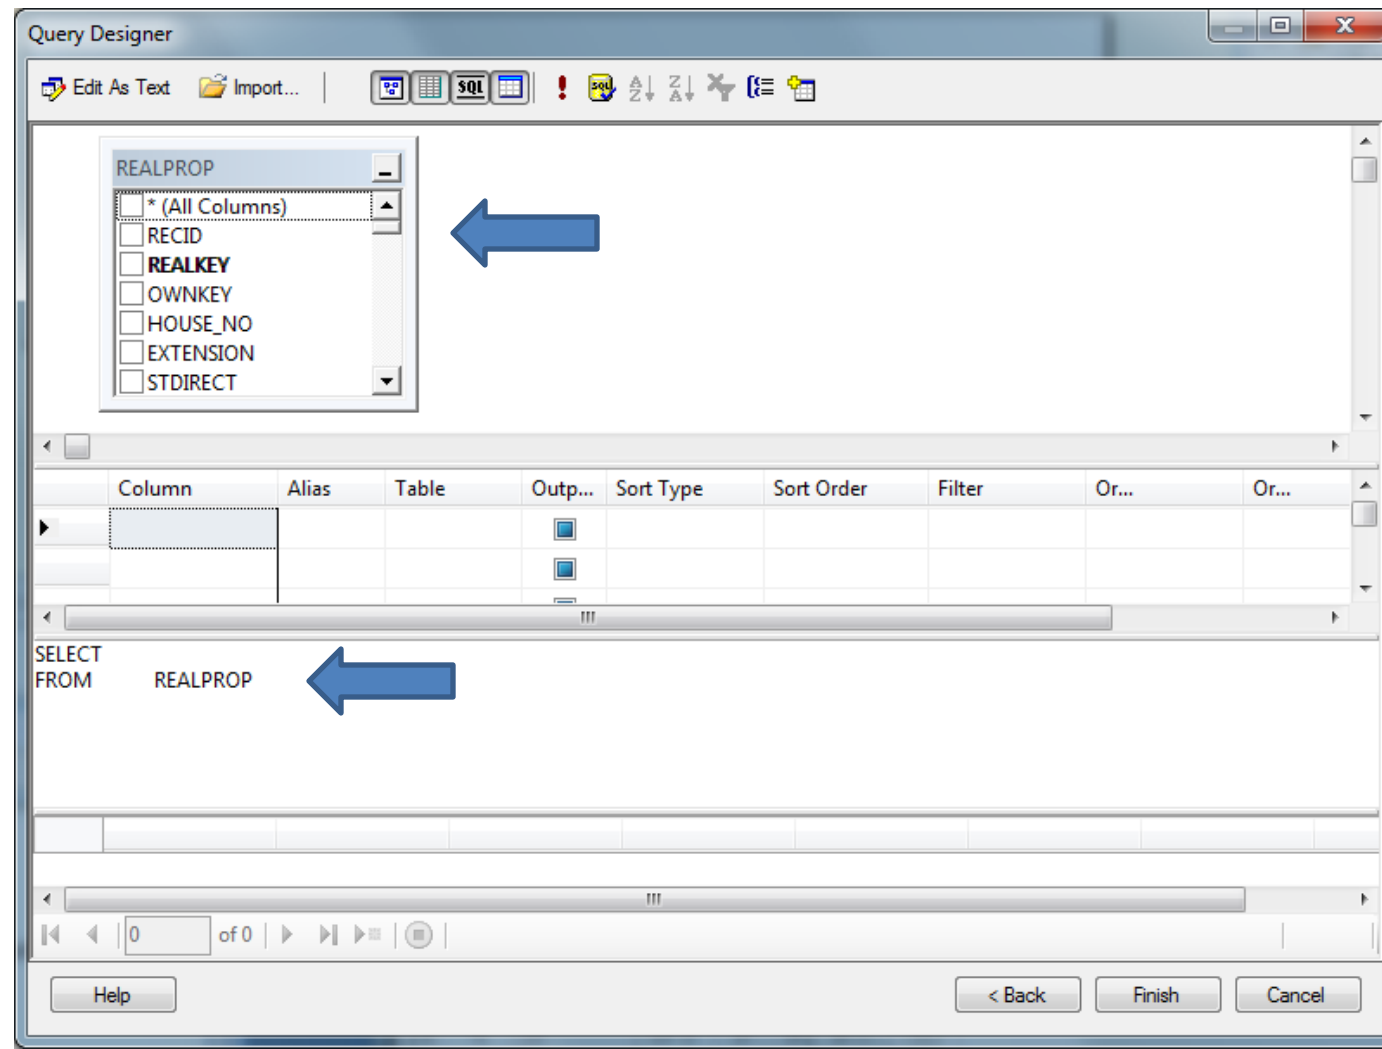 Query Designer
Edit As Text Import...
SQL
REALPROP
* (All Columns)
RECID
REALKEY
OWNKEY
HOUSE_NO
EXTENSION
STDIRECT
Column Alias Table Outp... Sort Type Sort Order Filter Or... Or...
SELECT
FROM REALPROP
0 of 0
Help < Back Finish Cancel